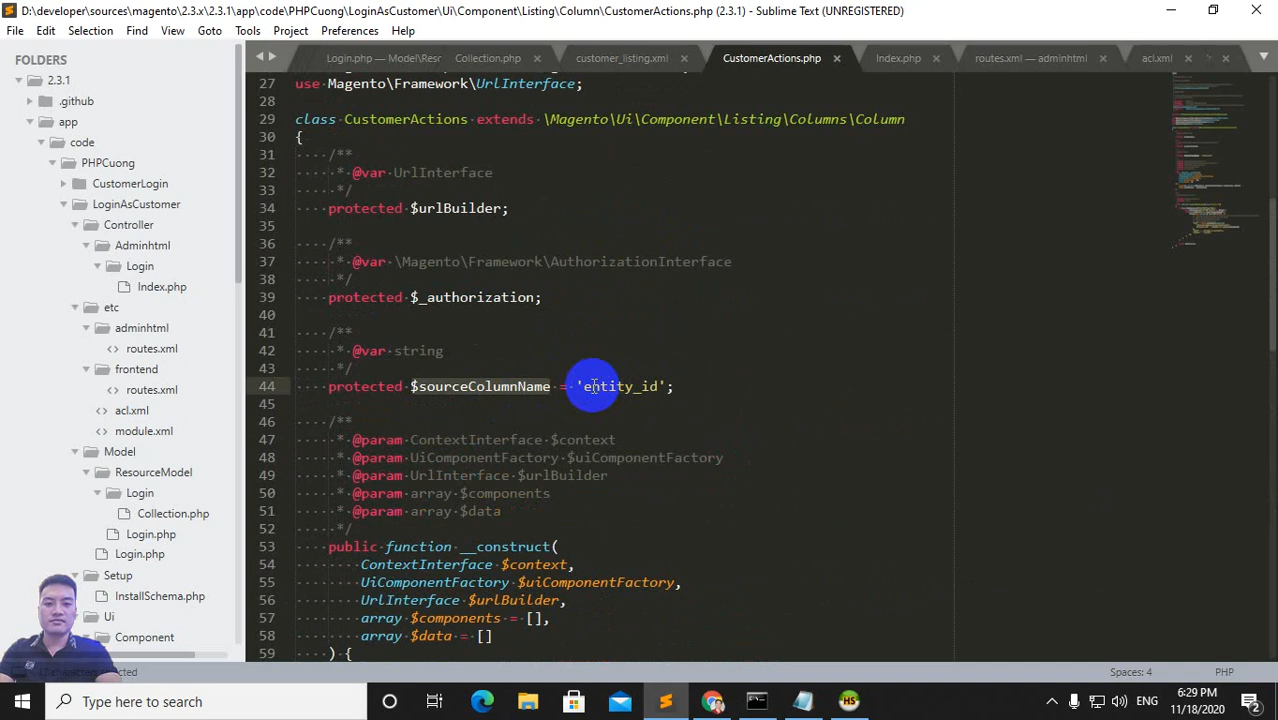 D:\developer\sources\magento\2.3.x\2.3.1\app\code\PHPCuong\LoginAsCustomer\Ui\Component\Listing\Column\CustomerActions.php (2.3.1) - Sublime Text (UNREGISTERED)
File Edit Selection Find View Goto Tools Project Preferences Help
FOLDERS
2.3.1
.github
app
code
PHPCuong
CustomerLogin
LoginAsCustomer
Controller
Adminhtml
Login
Index.php
etc
adminhtml
routes.xml
frontend
routes.xml
acl.xml
module.xml
Model
ResourceModel
Login
Collection.php
Login.php
Login.php
Setup
InstallSchema.php
Ui
Component
Login.php — Model\Resr Collection.php customer_listing.xml CustomerActions.php Index.php routes.xml — adminhtml acl.xml
27 use Magento\Framework\UrlInterface;
28
29 class CustomerActions extends \Magento\Ui\Component\Listing\Columns\Column
30 {
31 /**
32 * @var UrlInterface
33 */
34 protected $urlBuilder;
35
36 /**
37 * @var \Magento\Framework\AuthorizationInterface
38 */
39 protected $_authorization;
40
41 /**
42 * @var string
43 */
44 protected $sourceColumnName = 'entity_id';
45
46 /**
47 * @param ContextInterface $context
48 * @param UiComponentFactory $uiComponentFactory
49 * @param UrlInterface $urlBuilder
50 * @param array $components
51 * @param array $data
52 */
53 public function __construct(
54 ContextInterface $context,
55 UiComponentFactory $uiComponentFactory,
56 UrlInterface $urlBuilder,
57 array $components = [],
58 array $data = []
59 ) {
Spaces: 4 PHP
Type here to search
ENG
6:29 PM
11/18/2020
2